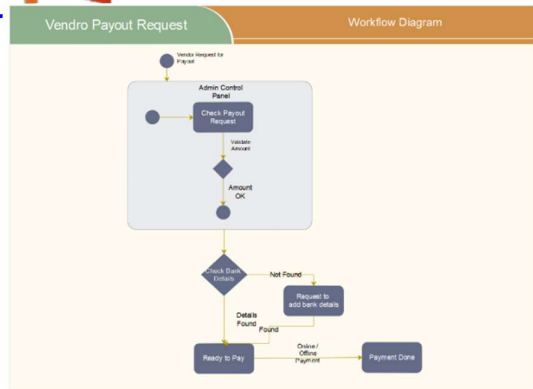 Vendro Payout Request
Workflow Diagram
Vendor Request for
Payout
Admin Control
Panel
Check Payout
Request
Validate
Amount
Amount
OK
Check Bank
Details
Not Found
Request to
add bank details
Details
Found
Found
Ready to Pay
Online /
Offline
Payment
Payment Done